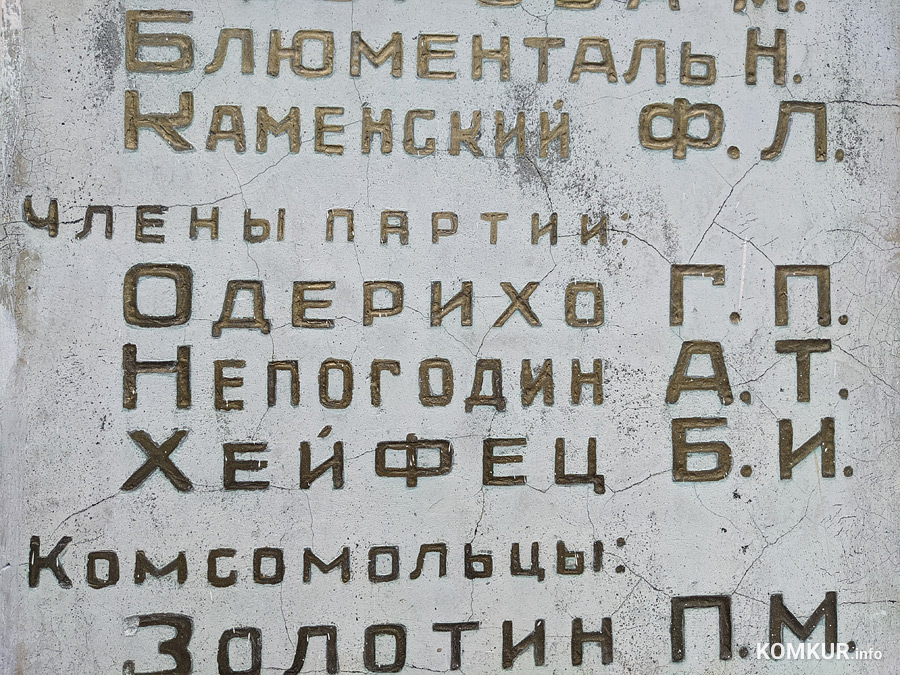 Блюменталь Н.
Каменский Ф. Л.
Члены партии:
Одерихо Г. П.
Непогодин А. Т.
Хейфец Б. И.
Комсомольцы:
Золотин П. М.
KOMKUR.info